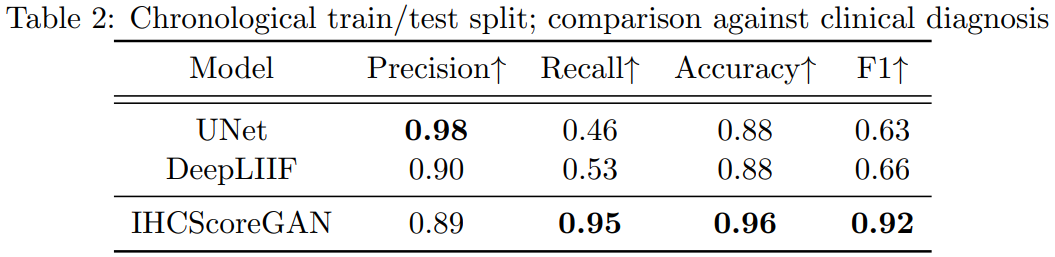 Table 2: Chronological train/test split; comparison against clinical diagnosis
Model Precision↑ Recall↑ Accuracy↑ F1↑
UNet 0.98 0.46 0.88 0.63
DeepLIIF 0.90 0.53 0.88 0.66
IHCScoreGAN 0.89 0.95 0.96 0.92